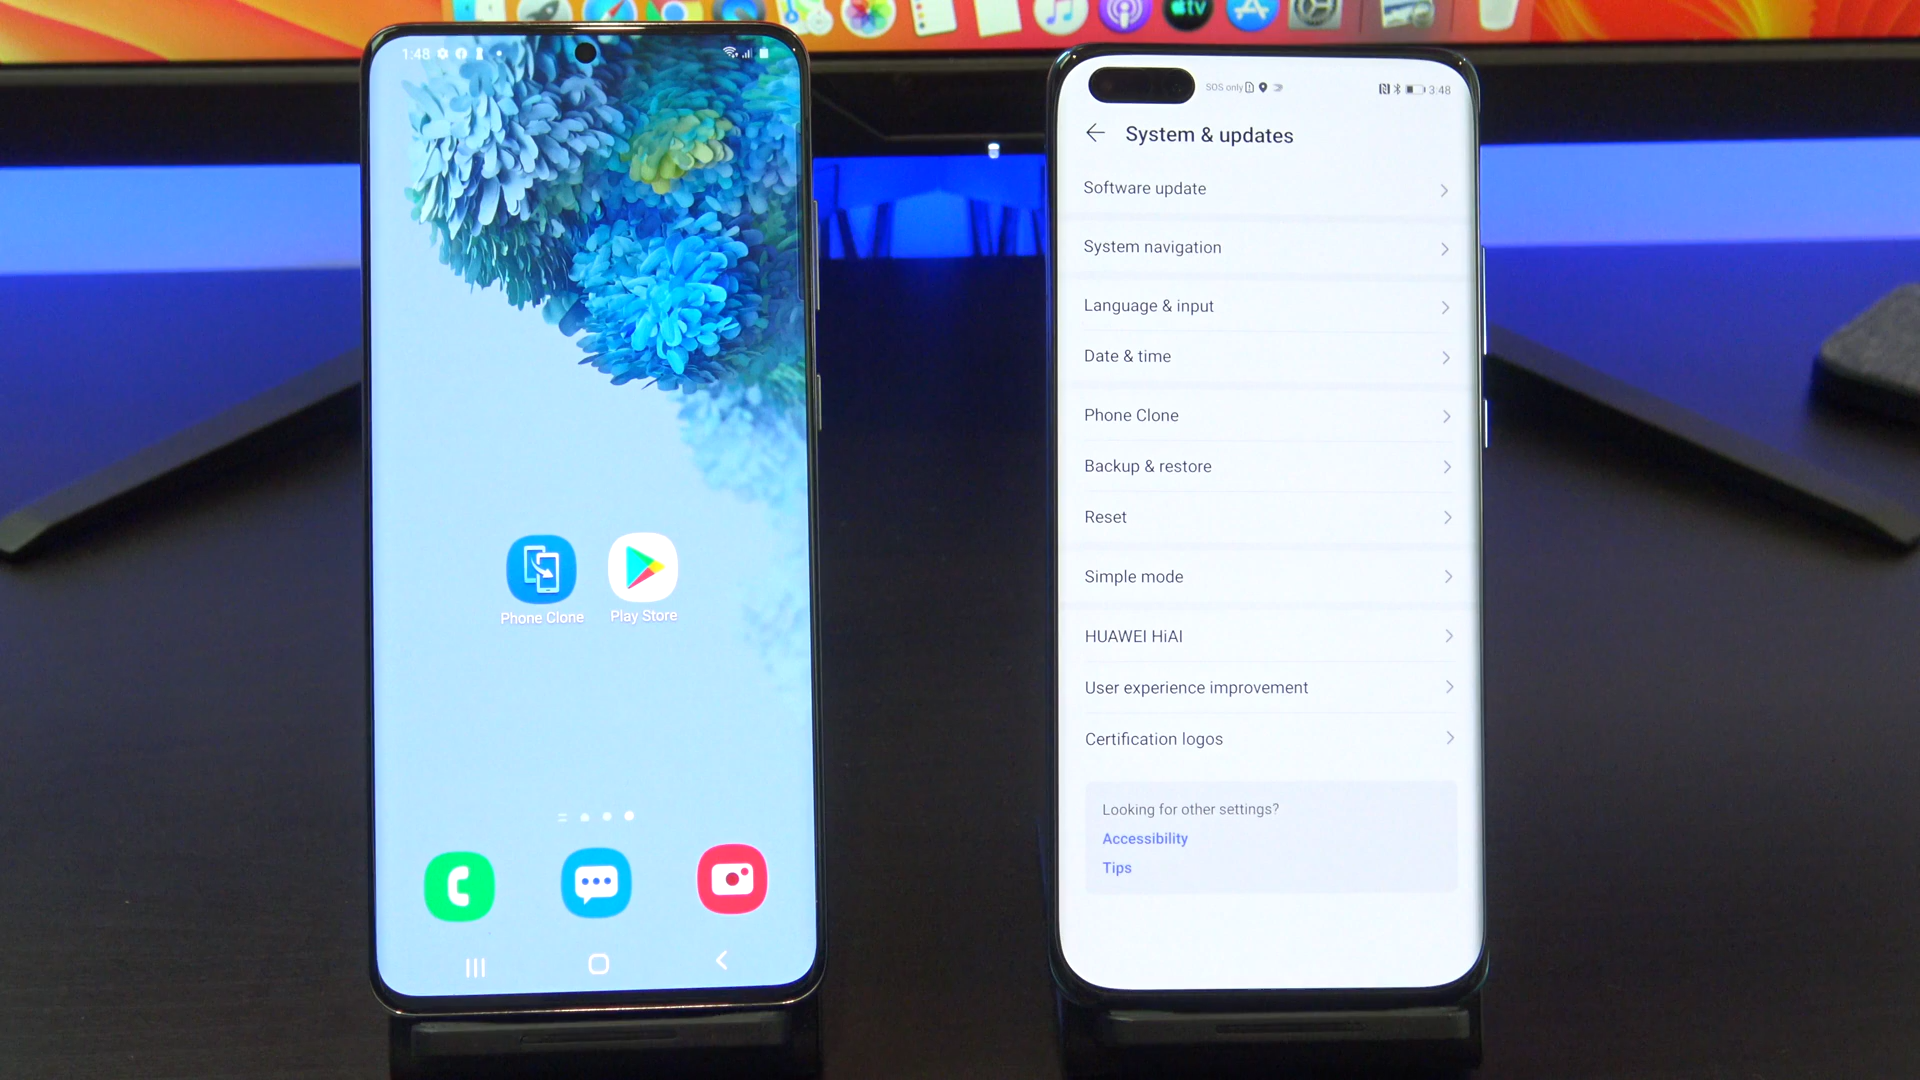 1:48
Phone Clone
Play Store
SOS only
3:48
System & updates
Software update
System navigation
Language & input
Date & time
Phone Clone
Backup & restore
Reset
Simple mode
HUAWEI HiAI
User experience improvement
Certification logos
Looking for other settings?
Accessibility
Tips
tv